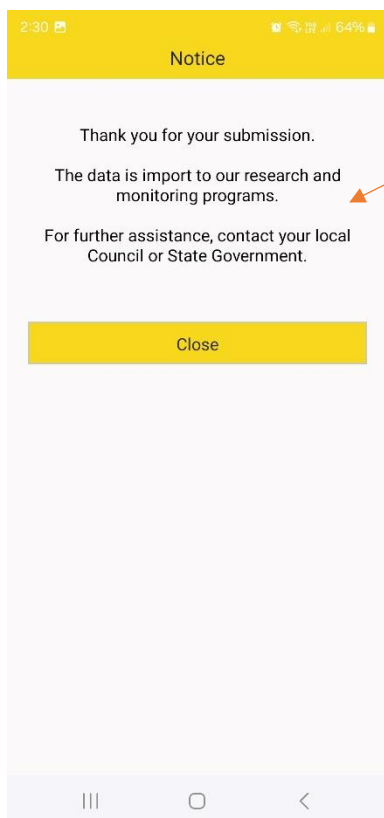 2:30 64%
Notice
Thank you for your submission.
The data is import to our research and
monitoring programs.
For further assistance, contact your local
Council or State Government.
Close